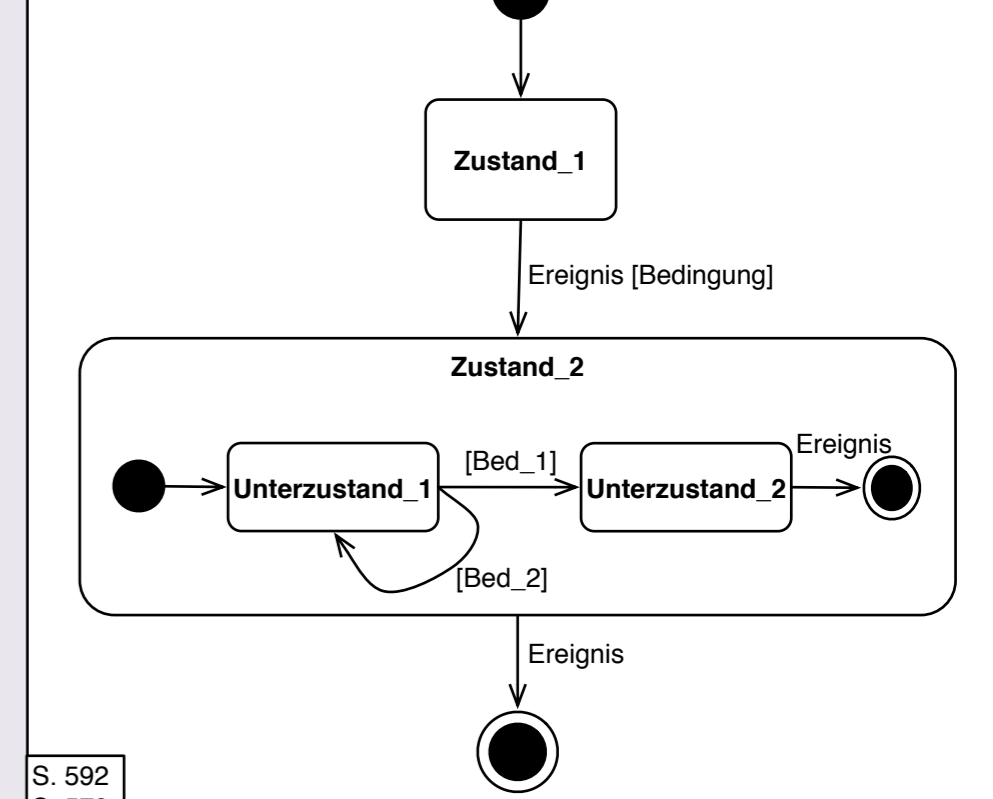 Zustand_1
Ereignis [Bedingung]
Zustand_2
Ereignis
[Bed_1]
Unterzustand_1
Unterzustand_2
[Bed_2]
Ereignis
S. 592